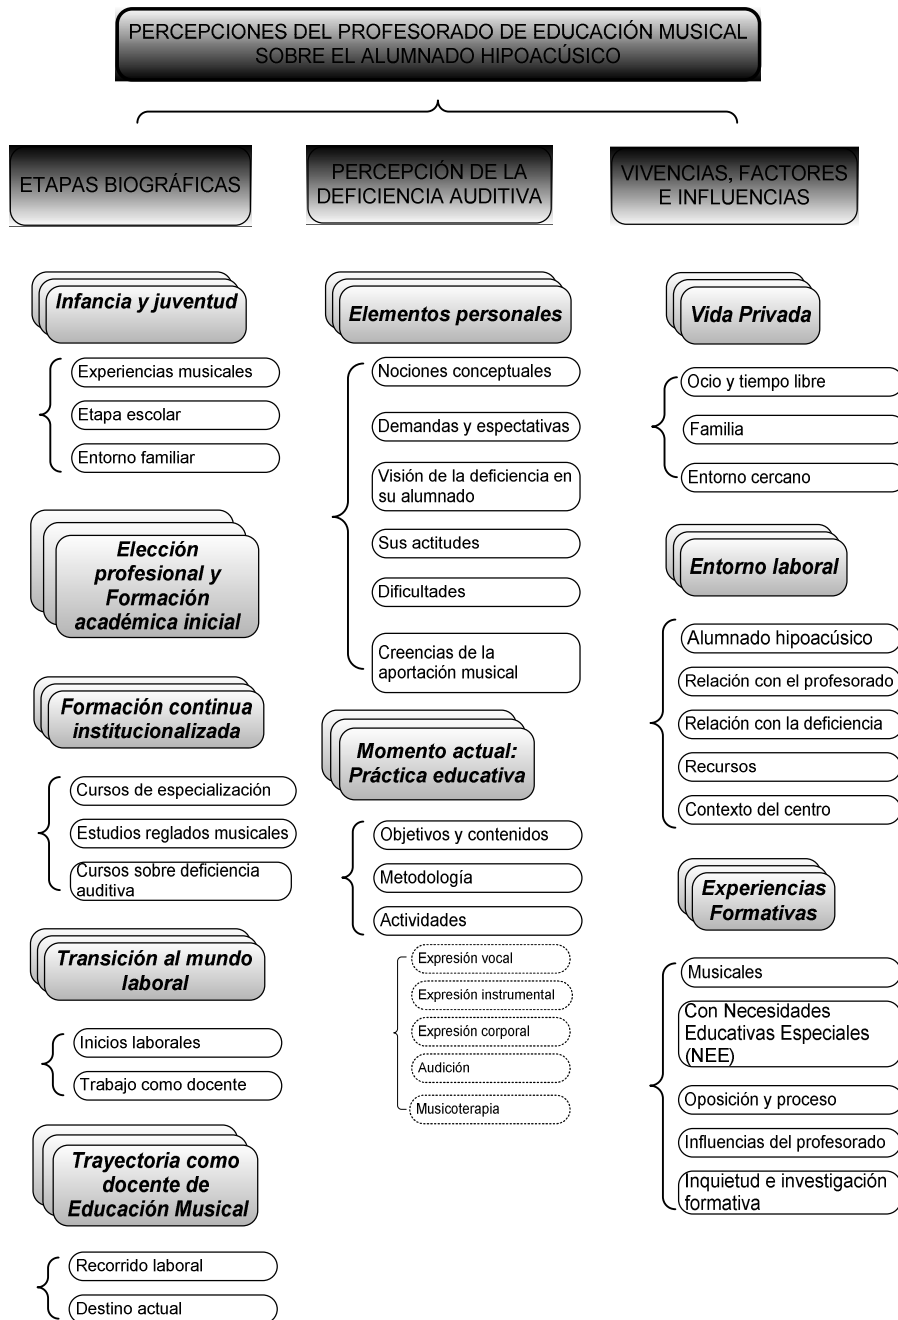 PERCEPCIONES DEL PROFESORADO DE EDUCACIÓN MUSICAL
SOBRE EL ALUMNADO HIPOACÚSICO
ETAPAS BIOGRÁFICAS
Infancia y juventud
Experiencias musicales
Etapa escolar
Entorno familiar
Elección
profesional y
Formación
académica inicial
Formación continua
institucionalizada
Cursos de especialización
Estudios reglados musicales
Cursos sobre deficiencia
auditiva
Transición al mundo
laboral
Inicios laborales
Trabajo como docente
Trayectoria como
docente de
Educación Musical
Recorrido laboral
Destino actual
PERCEPCIÓN DE LA
DEFICIENCIA AUDITIVA
Elementos personales
Nociones conceptuales
Demandas y espectativas
Visión de la deficiencia en
su alumnado
Sus actitudes
Dificultades
Creencias de la
aportación musical
Momento actual:
Práctica educativa
Objetivos y contenidos
Metodología
Actividades
Expresión vocal
Expresión instrumental
Expresión corporal
Audición
Musicoterapia
VIVENCIAS, FACTORES
E INFLUENCIAS
Vida Privada
Ocio y tiempo libre
Familia
Entorno cercano
Entorno laboral
Alumnado hipoacúsico
Relación con el profesorado
Relación con la deficiencia
Recursos
Contexto del centro
Experiencias
Formativas
Musicales
Con Necesidades
Educativas Especiales
(NEE)
Oposición y proceso
Influencias del profesorado
Inquietud e investigación
formativa